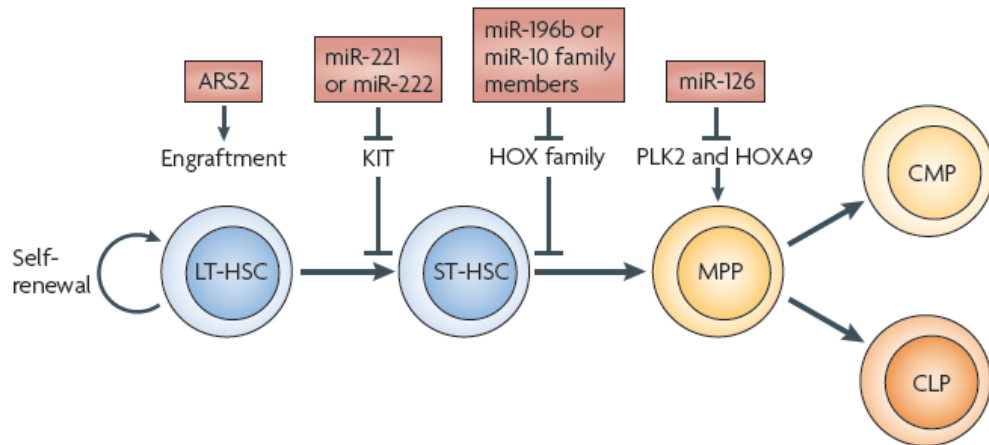 ARS2
miR-221
or miR-222
miR-196b or
miR-10 family
members
miR-126
Engraftment
KIT
HOX family
PLK2 and HOXA9
CMP
Self-
renewal
LT-HSC
ST-HSC
MPP
CLP